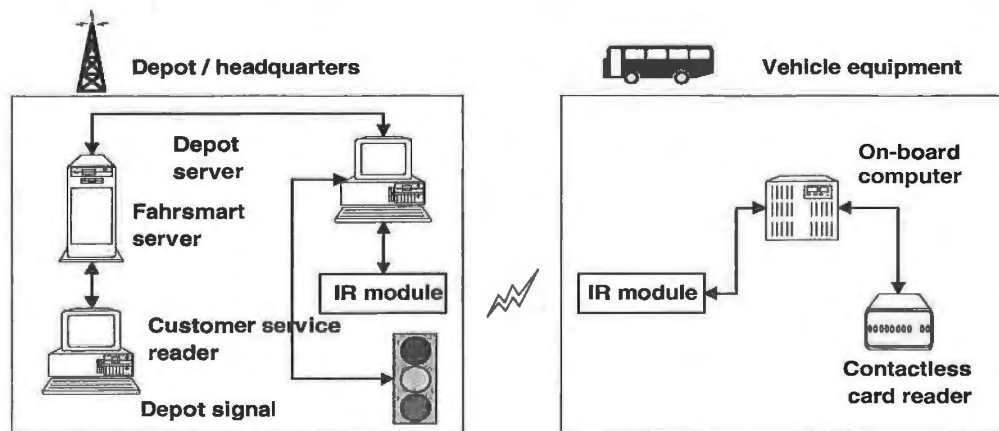 Depot / headquarters
Vehicle equipment
Depot
server
On-board
computer
Fahrsmart
server
IR module
IR module
Customer service
reader
Contactless
card reader
Depot signal